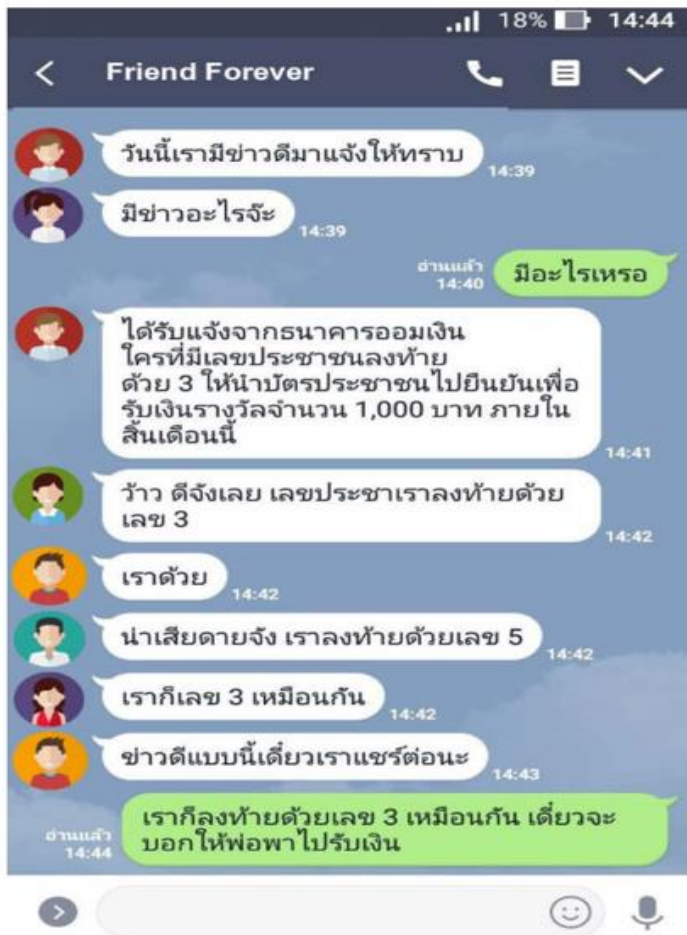 18% 14:44
Friend Forever
วันนี้เรามีข่าวดีมาแจ้งให้ทราบ
14:39
มีข่าวอะไรจ๊ะ
14:39
อ่านแล้ว
14:40
มีอะไรเหรอ
ได้รับแจ้งจากธนาคารออมเงิน
ใครที่มีเลขประชาชนลงท้าย
ด้วย 3 ให้นำบัตรประชาชนไปยืนยันเพื่อ
รับเงินรางวัลจำนวน 1,000 บาท ภายใน
สิ้นเดือนนี้
14:41
ว้าว ดีจังเลย เลขประชาเราลงท้ายด้วย
เลข 3
14:42
เราด้วย
14:42
น่าเสียดายจัง เราลงท้ายด้วยเลข 5
14:42
เราก็เลข 3 เหมือนกัน
14:42
ข่าวดีแบบนี้เดี๋ยวเราแชร์ต่อนะ
14:43
เราก็ลงท้ายด้วยเลข 3 เหมือนกัน เดี๋ยวจะ
บอกให้พ่อพาไปรับเงิน
อ่านแล้ว
14:44